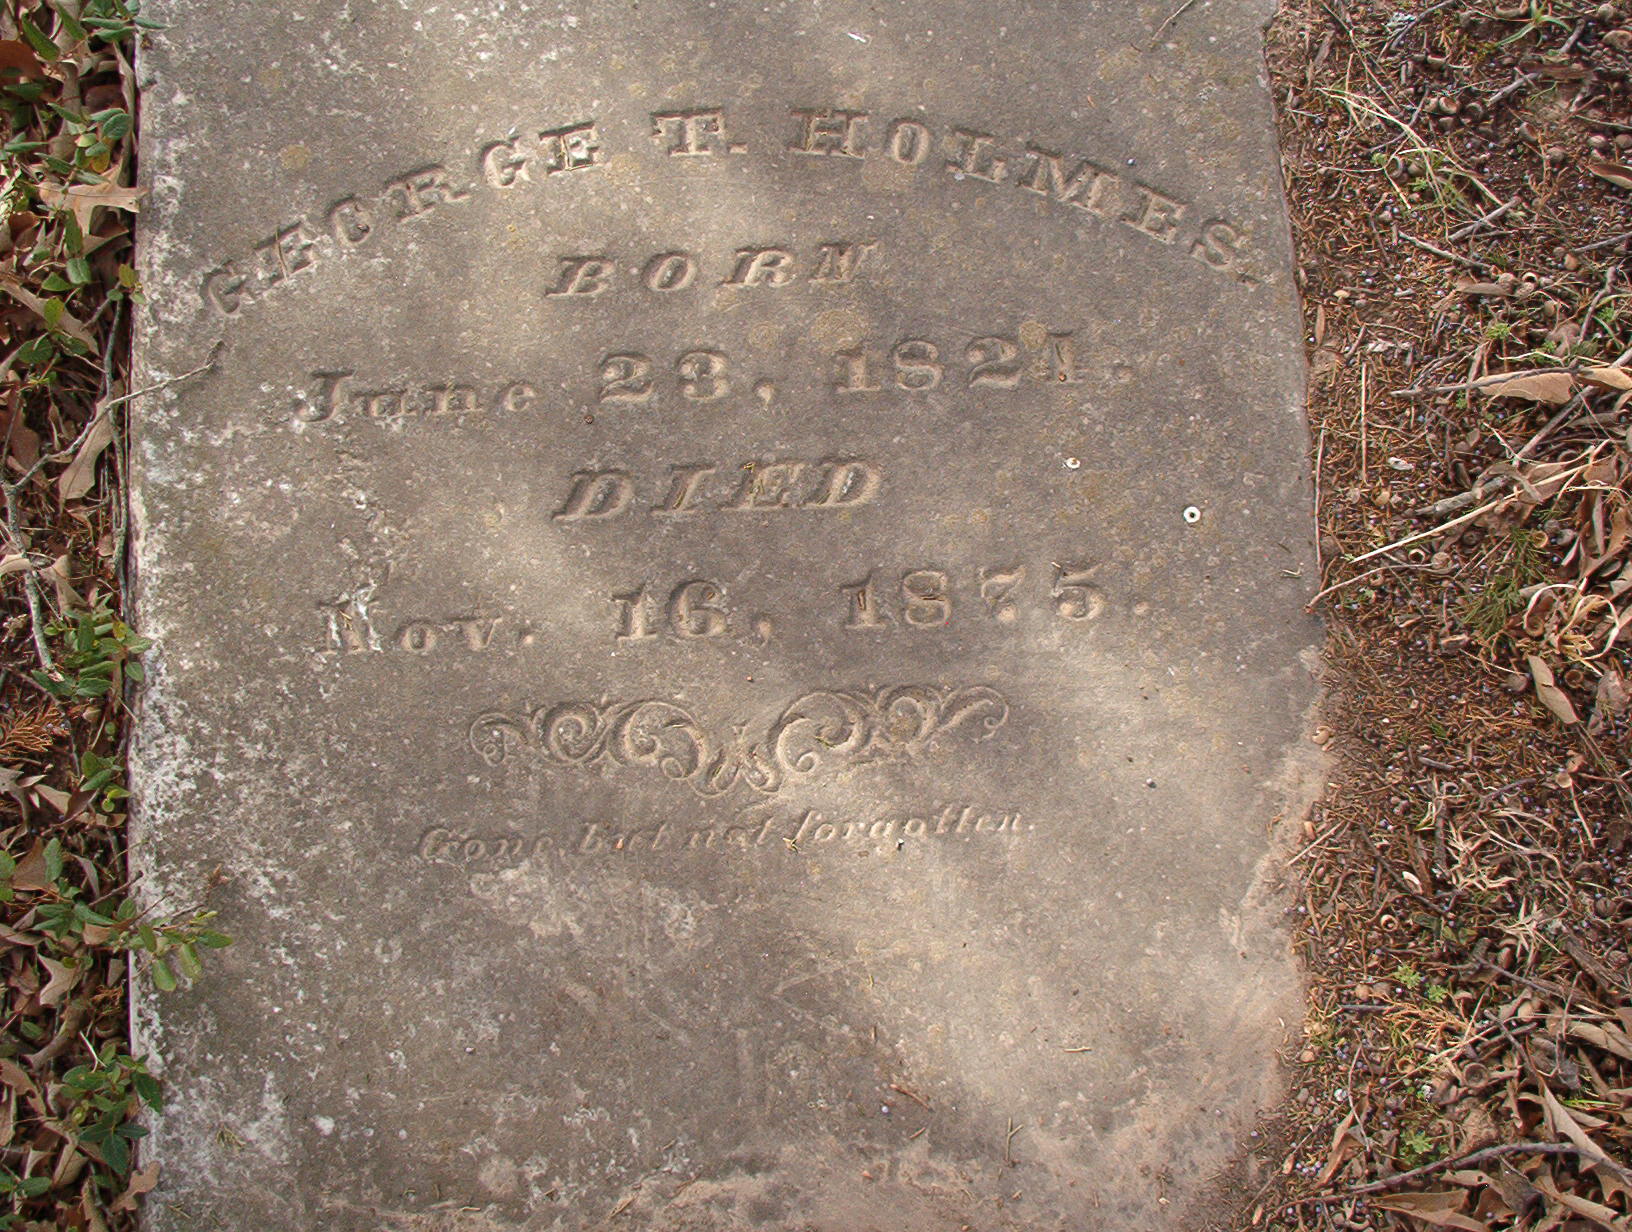 GEORGE T. HOLMES.
BORN
June 23, 1821.
DIED
Nov. 16, 1875.
Gone, but not forgotten.